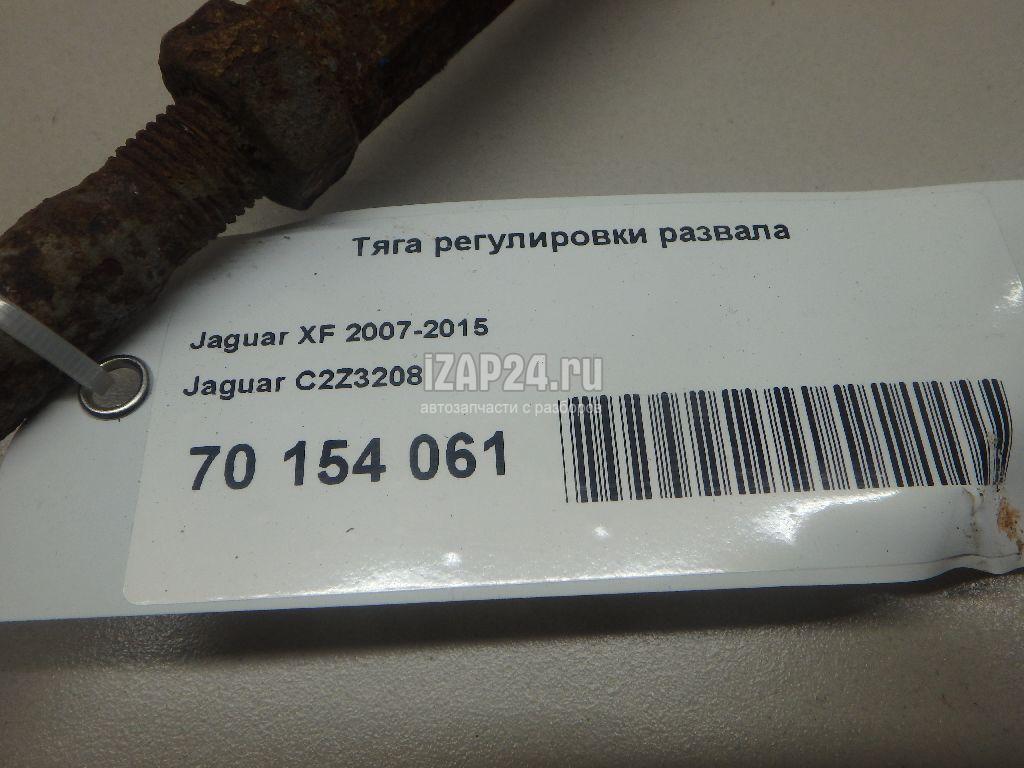 Тяга регулировки развала
Jaguar XF 2007-2015
Jaguar C2Z3208
iZAP24.ru
автозапчасти с разборов
70 154 061